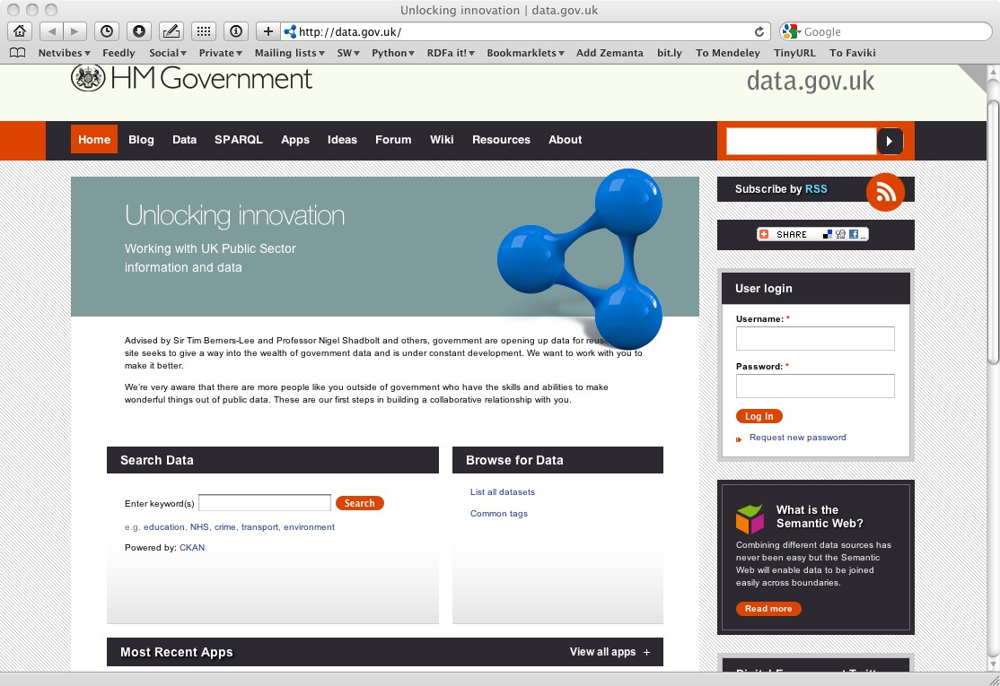 Unlocking innovation | data.gov.uk
http://data.gov.uk/
Google
Netvibes Feedly Social Private Mailing lists SW Python RDFa it! Bookmarklets Add Zemanta bit.ly To Mendeley TinyURL To Faviki
HM Government
data.gov.uk
Home Blog Data SPARQL Apps Ideas Forum Wiki Resources About
Unlocking innovation
Working with UK Public Sector
information and data
Advised by Sir Tim Berners-Lee and Professor Nigel Shadbolt and others, government are opening up data for reuse
site seeks to give a way into the wealth of government data and is under constant development. We want to work with you to
make it better.
We're very aware that there are more people like you outside of government who have the skills and abilities to make
wonderful things out of public data. These are our first steps in building a collaborative relationship with you.
Search Data
Enter keyword(s) Search
e.g. education, NHS, crime, transport, environment
Powered by: CKAN
Browse for Data
List all datasets
Common tags
Most Recent Apps View all apps +
Subscribe by RSS
SHARE ...
User login
Username: *
Password: *
Log In
Request new password
What is the
Semantic Web?
Combining different data sources has
never been easy but the Semantic
Web will enable data to be joined
easily across boundaries.
Read more